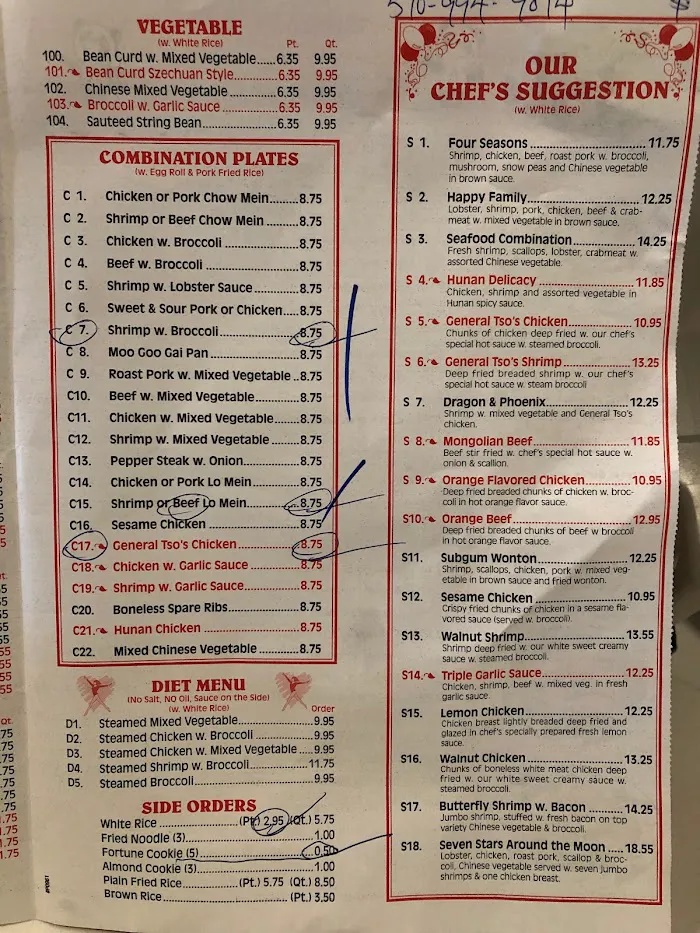 510-994-9014
$
VEGETABLE
(w. White Rice) Pt. Qt.
100. Bean Curd w. Mixed Vegetable.....6.35 9.95
101. Bean Curd Szechuan Style..........6.35 9.95
102. Chinese Mixed Vegetable...........6.35 9.95
103. Broccoli w. Garlic Sauce...........6.35 9.95
104. Sauteed String Bean.................6.35 9.95
COMBINATION PLATES
(w. Egg Roll & Pork Fried Rice)
C 1. Chicken or Pork Chow Mein........8.75
C 2. Shrimp or Beef Chow Mein ........8.75
C 3. Chicken w. Broccoli ...................8.75
C 4. Beef w. Broccoli ........................8.75
C 5. Shrimp w. Lobster Sauce............8.75
C 6. Sweet & Sour Pork or Chicken....8.75
C 7. Shrimp w. Broccoli.....................8.75
C 8. Moo Goo Gai Pan......................8.75
C 9. Roast Pork w. Mixed Vegetable ..8.75
C10. Beef w. Mixed Vegetable............8.75
C11. Chicken w. Mixed Vegetable.......8.75
C12. Shrimp w. Mixed Vegetable ........8.75
C13. Pepper Steak w. Onion...............8.75
C14. Chicken or Pork Lo Mein............8.75
C15. Shrimp or Beef Lo Mein.............8.75
C16. Sesame Chicken .......................8.75
C17. General Tso's Chicken...............8.75
C18. Chicken w. Garlic Sauce ............8.75
C19. Shrimp w. Garlic Sauce..............8.75
C20. Boneless Spare Ribs..................8.75
C21. Hunan Chicken ........................8.75
C22. Mixed Chinese Vegetable ..........8.75
DIET MENU
(No Salt, NO Oil, Sauce on the Side)
(w. White Rice) Order
D1. Steamed Mixed Vegetable.................9.95
D2. Steamed Chicken w. Broccoli ............9.95
D3. Steamed Chicken w. Mixed Vegetable ....9.95
D4. Steamed Shrimp w. Broccoli..............11.75
D5. Steamed Broccoli............................9.95
SIDE ORDERS
White Rice ....................(Pt.) 2.95 (Qt.) 5.75
Fried Noodle (3)..............................1.00
Fortune Cookie (5)...........................0.50
Almond Cookie (3)...........................1.00
Plain Fried Rice...............(Pt.) 5.75 (Qt.) 8.50
Brown Rice..............................(Pt.) 3.50
OUR
CHEF'S SUGGESTION
(w. White Rice)
S 1. Four Seasons ..............................11.75
Shrimp, chicken, beef, roast pork w. broccoli,
mushroom, snow peas and Chinese vegetable
in brown sauce.
S 2. Happy Family..............................12.25
Lobster, shrimp, pork, chicken, beef & crab-
meat w. mixed vegetable in brown sauce.
S 3. Seafood Combination..................14.25
Fresh shrimp, scallops, lobster, crabmeat w.
assorted Chinese vegetable.
S 4. Hunan Delicacy ..........................11.85
Chicken, shrimp and assorted vegetable in
Hunan spicy sauce.
S 5. General Tso's Chicken..................10.95
Chunks of chicken deep fried w. our chef's
special hot sauce w. steamed broccoli.
S 6. General Tso's Shrimp...................13.25
Deep fried breaded shrimp w. our chef's
special hot sauce w. steam broccoli
S 7. Dragon & Phoenix........................12.25
Shrimp w. mixed vegetable and General Tso's
chicken.
S 8. Mongolian Beef............................11.85
Beef stir fried w. chef's special hot sauce w.
onion & scallion.
S 9. Orange Flavored Chicken.............10.95
Deep fried breaded chunks of chicken w. broc-
coli in hot orange flavor sauce.
S10. Orange Beef ................................12.95
Deep fried breaded chunks of beef w broccoli
in hot orange flavor sauce.
S11. Subgum Wonton..........................12.25
Shrimp, scallops, chicken, pork w. mixed veg-
etable in brown sauce and fried wonton.
S12. Sesame Chicken ..........................10.95
Crispy fried chunks of chicken in a sesame fla-
vored sauce (served w. broccoli).
S13. Walnut Shrimp.............................13.55
Shrimp deep fried w. our white sweet creamy
sauce w. steamed broccoli.
S14. Triple Garlic Sauce.......................12.25
Chicken, shrimp, beef w. mixed veg. in fresh
garlic sauce.
S15. Lemon Chicken ...........................12.25
Chicken breast lightly breaded deep fried and
glazed in chef's specially prepared fresh lemon
sauce.
S16. Walnut Chicken ...........................13.25
Chunks of boneless white meat chicken deep
fried w. our white sweet creamy sauce w.
steamed broccoli.
S17. Butterfly Shrimp w. Bacon ...........14.25
Jumbo shrimp, stuffed w. fresh bacon on top
variety Chinese vegetable & broccoli.
S18. Seven Stars Around the Moon ....18.55
Lobster, chicken, roast pork, scallop & broc-
coli, Chinese vegetable served w. seven jumbo
shrimps & one chicken breast.